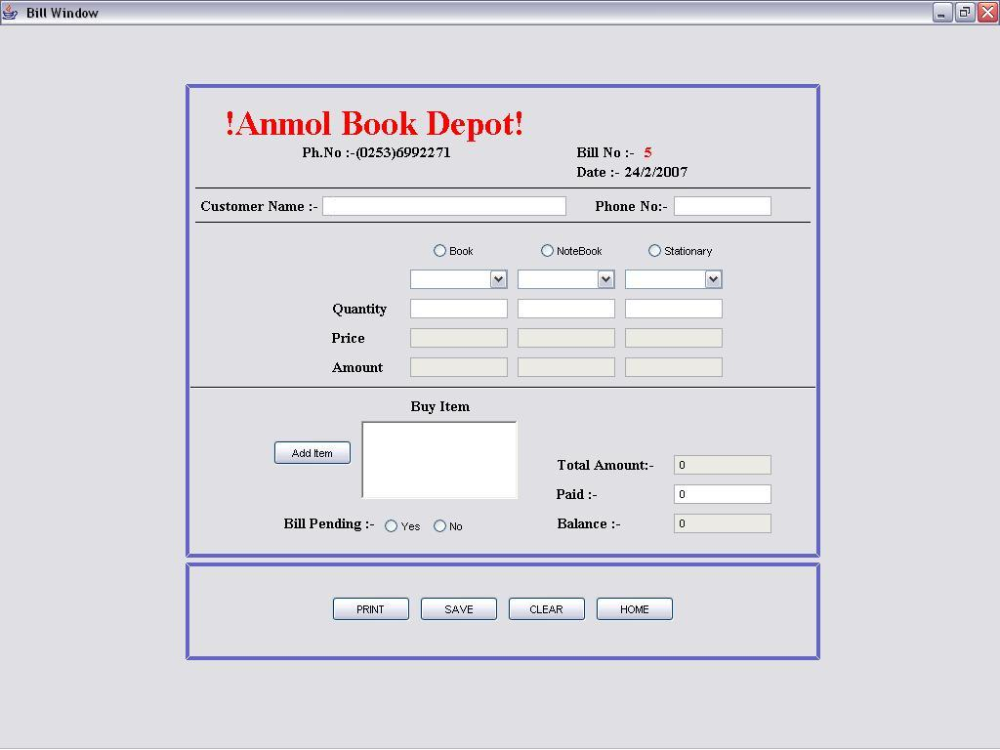 Bill Window
!Anmol Book Depot!
Ph.No :-(0253)6992271 Bill No :- 5
Date :- 24/2/2007
Customer Name :- Phone No:-
Book NoteBook Stationary
Quantity
Price
Amount
Buy Item
Add Item
Total Amount:- 0
Paid :- 0
Bill Pending :- Yes No Balance :- 0
PRINT SAVE CLEAR HOME